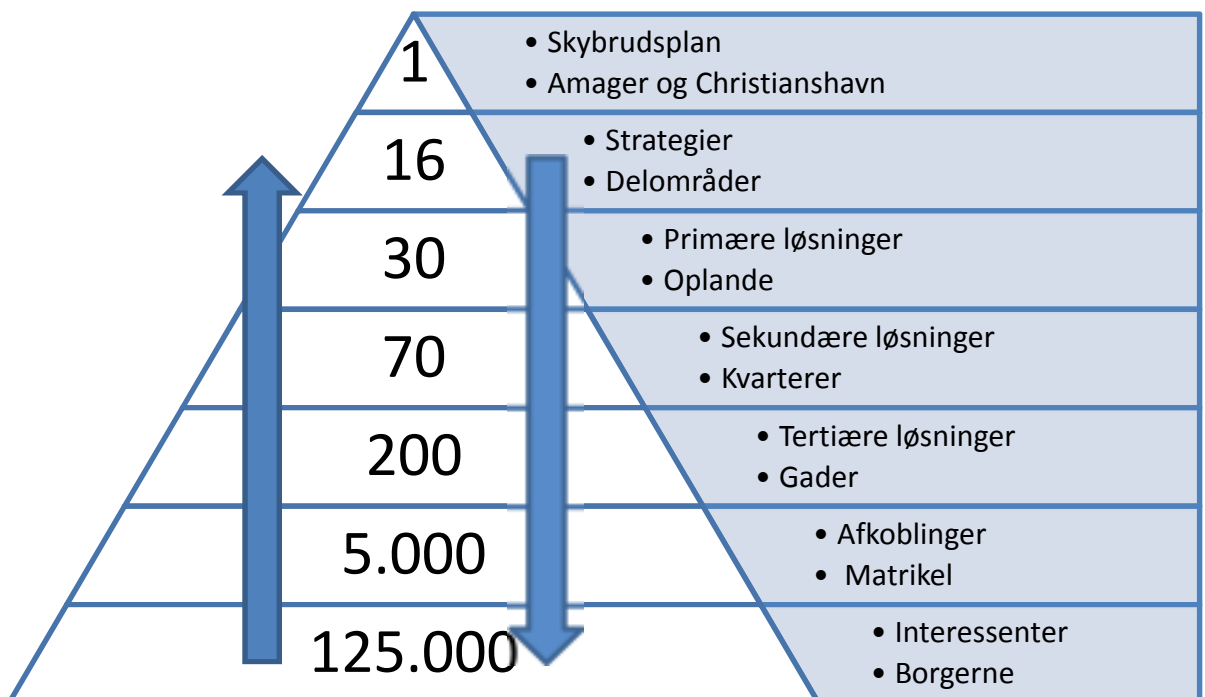 1
• Skybrudsplan
• Amager og Christianshavn
16
• Strategier
• Delområder
30
• Primære løsninger
• Oplande
70
• Sekundære løsninger
• Kvarterer
200
• Tertiære løsninger
• Gader
5.000
• Afkoblinger
• Matrikel
125.000
• Interessenter
• Borgerne